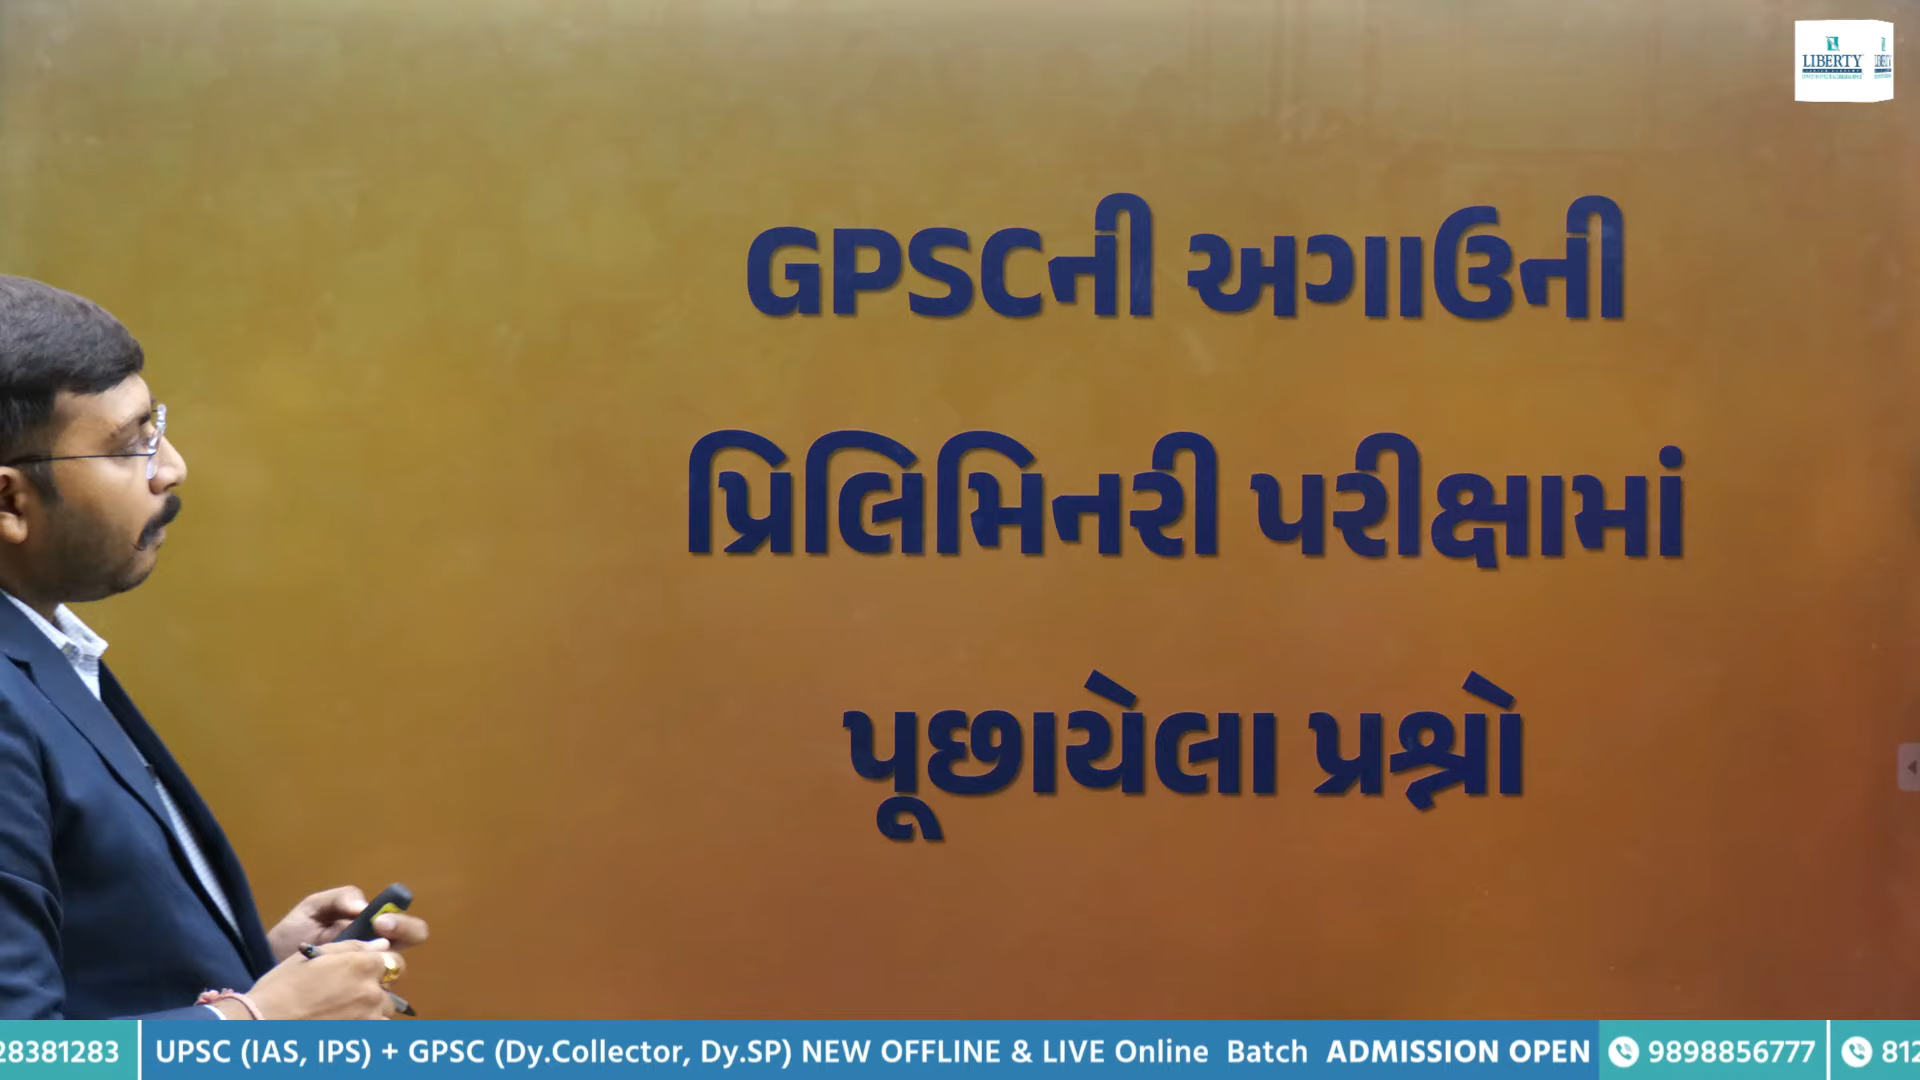 LIBERTY
GPSCની અગાઉની
પ્રિલિમિનરી પરીક્ષામાં
પૂછાયેલા પ્રશ્નો
28381283 UPSC (IAS, IPS) + GPSC (Dy.Collector, Dy.SP) NEW OFFLINE & LIVE Online Batch ADMISSION OPEN 9898856777 812